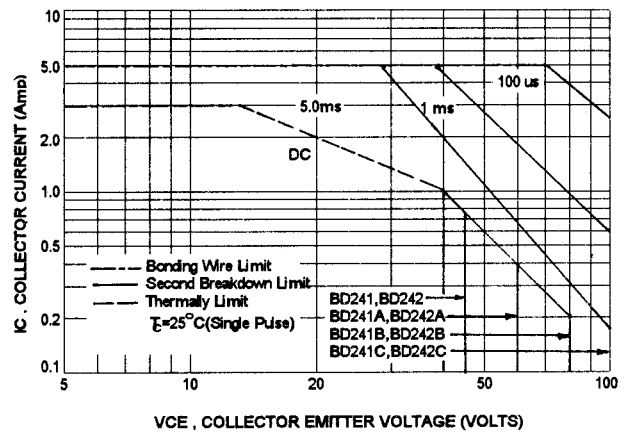 IC, COLLECTOR CURRENT (Amp)
10
5.0
3.0
2.0
1.0
0.5
0.2
0.1
5.0ms
1 ms
100 us
DC
Bonding Wire Limit
Second Breakdown Limit
Thermally Limit
Tc=25°C(Single Pulse)
BD241,BD242
BD241A,BD242A
BD241B,BD242B
BD241C,BD242C
5
10
20
50
100
VCE , COLLECTOR EMITTER VOLTAGE (VOLTS)